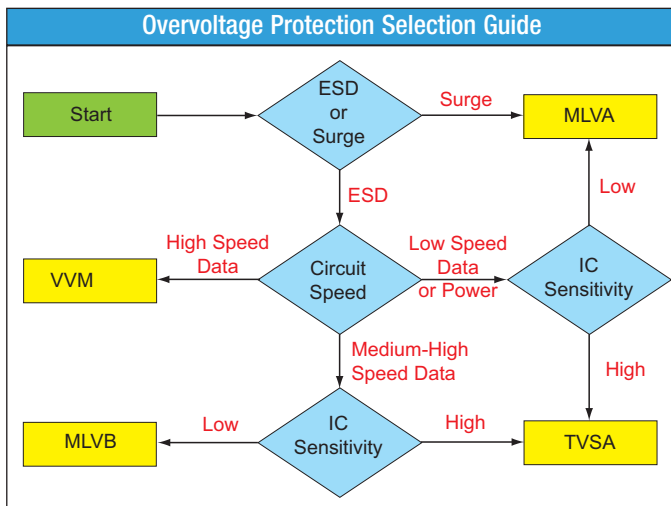 Overvoltage Protection Selection Guide
Start
ESD
or
Surge
Surge
MLVA
ESD
Low
High Speed
Data
VVM
Circuit
Speed
Low Speed
Data
or Power
IC
Sensitivity
Medium-High
Speed Data
High
MLVB
Low
IC
Sensitivity
High
TVSA